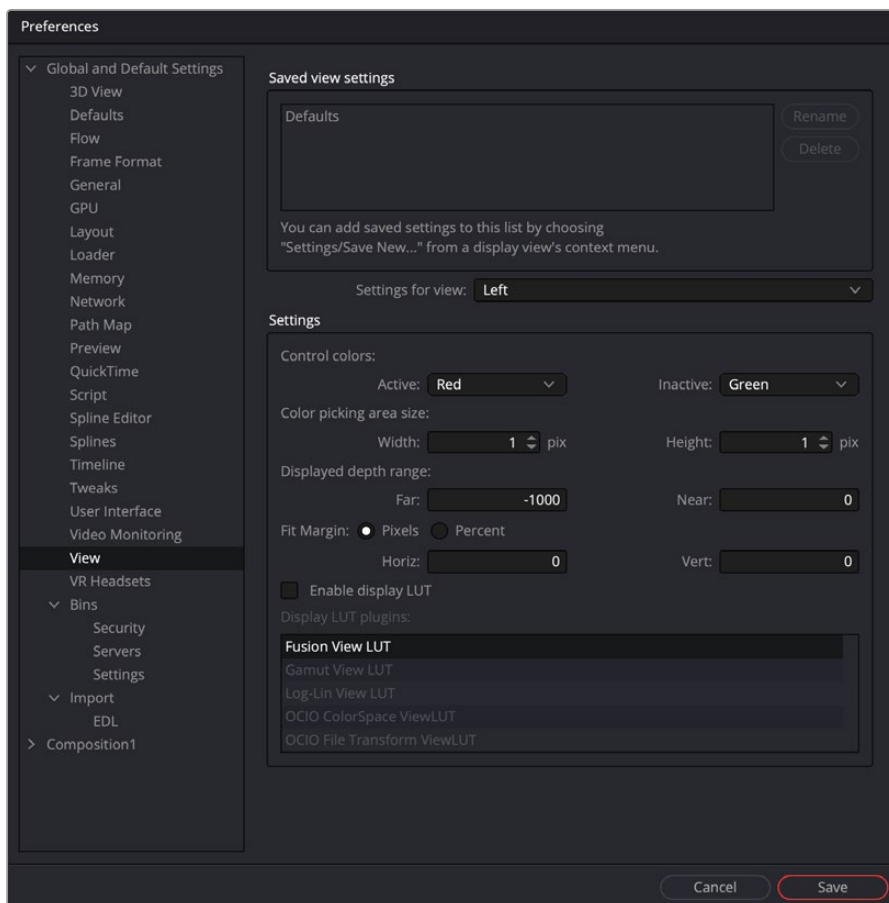 Preferences
Global and Default Settings
3D View
Defaults
Flow
Frame Format
General
GPU
Layout
Loader
Memory
Network
Path Map
Preview
QuickTime
Script
Spline Editor
Splines
Timeline
Tweaks
User Interface
Video Monitoring
View
VR Headsets
Bins
Security
Servers
Settings
Import
EDL
Composition1
Saved view settings
Defaults
Rename
Delete
You can add saved settings to this list by choosing
"Settings/Save New..." from a display view's context menu.
Settings for view: Left
Settings
Control colors:
Active: Red Inactive: Green
Color picking area size:
Width: 1 pix Height: 1 pix
Displayed depth range:
Far: -1000 Near: 0
Fit Margin: Pixels Percent
Horiz: 0 Vert: 0
Enable display LUT
Display LUT plugins:
Fusion View LUT
Gamut View LUT
Log-Lin View LUT
OCIO ColorSpace ViewLUT
OCIO File Transform ViewLUT
Cancel Save